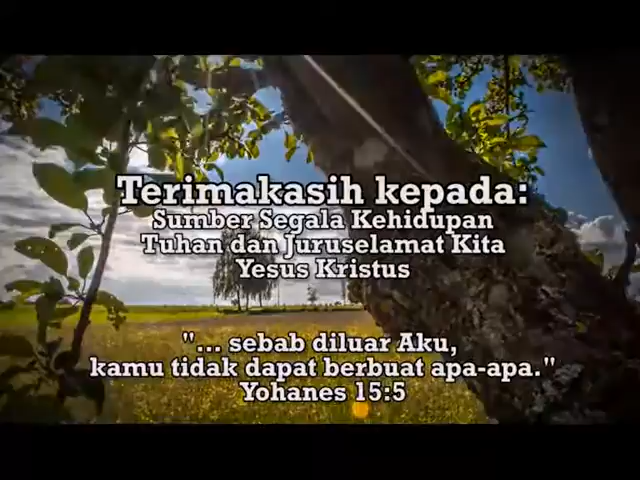 Terimakasih kepada:
Sumber Segala Kehidupan
Tuhan dan Juruselamat Kita
Yesus Kristus
"... sebab diluar Aku,
kamu tidak dapat berbuat apa-apa."
Yohanes 15:5